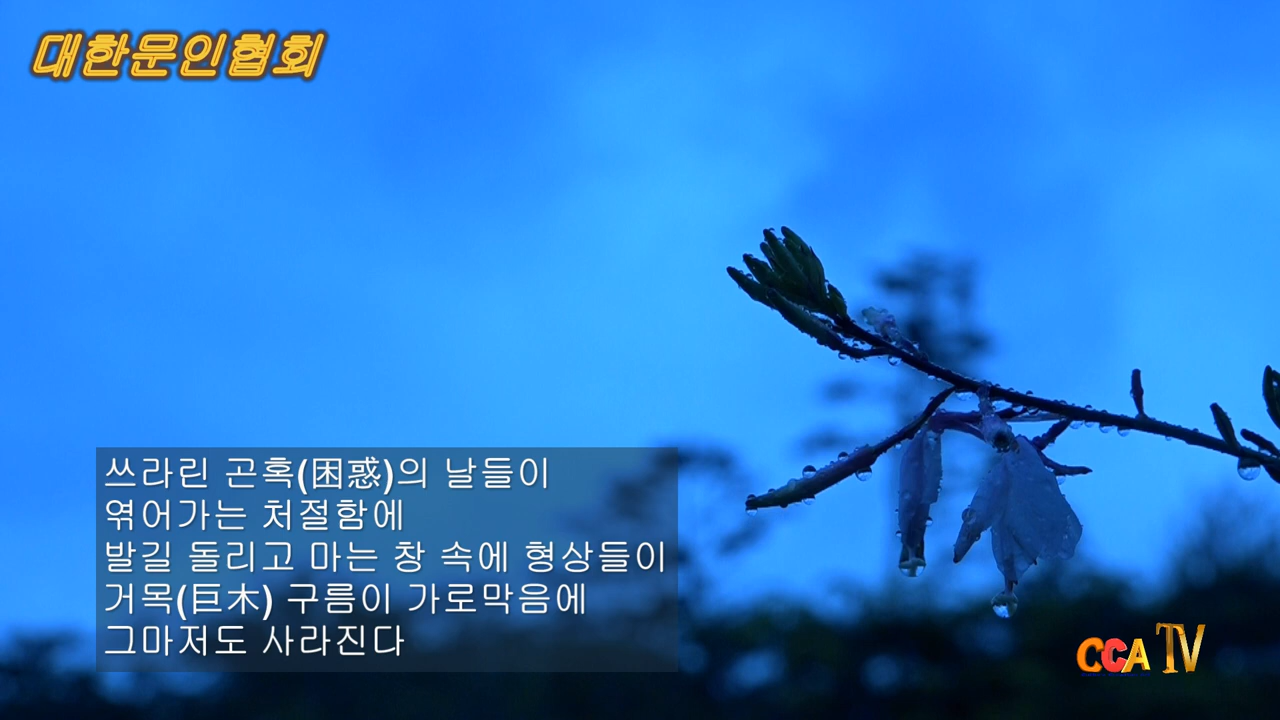 대한문인협회
쓰라린 곤혹(困惑)의 날들이
엮어가는 처절함에
발길 돌리고 마는 창 속에 형상들이
거목(巨木) 구름이 가로막음에
그마저도 사라진다
CCA TV